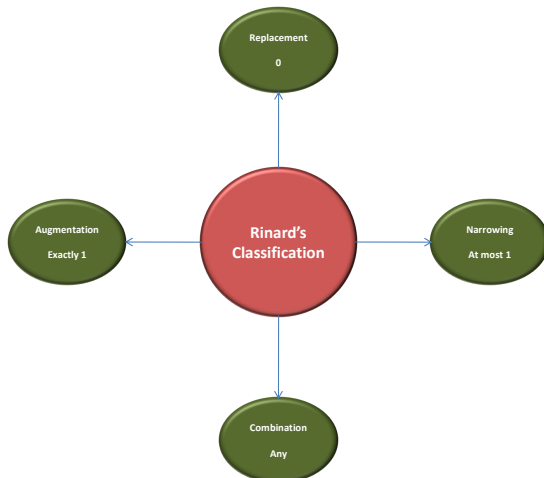 Replacement
0
Augmentation
Exactly 1
Rinard's
Classification
Narrowing
At most 1
Combination
Any